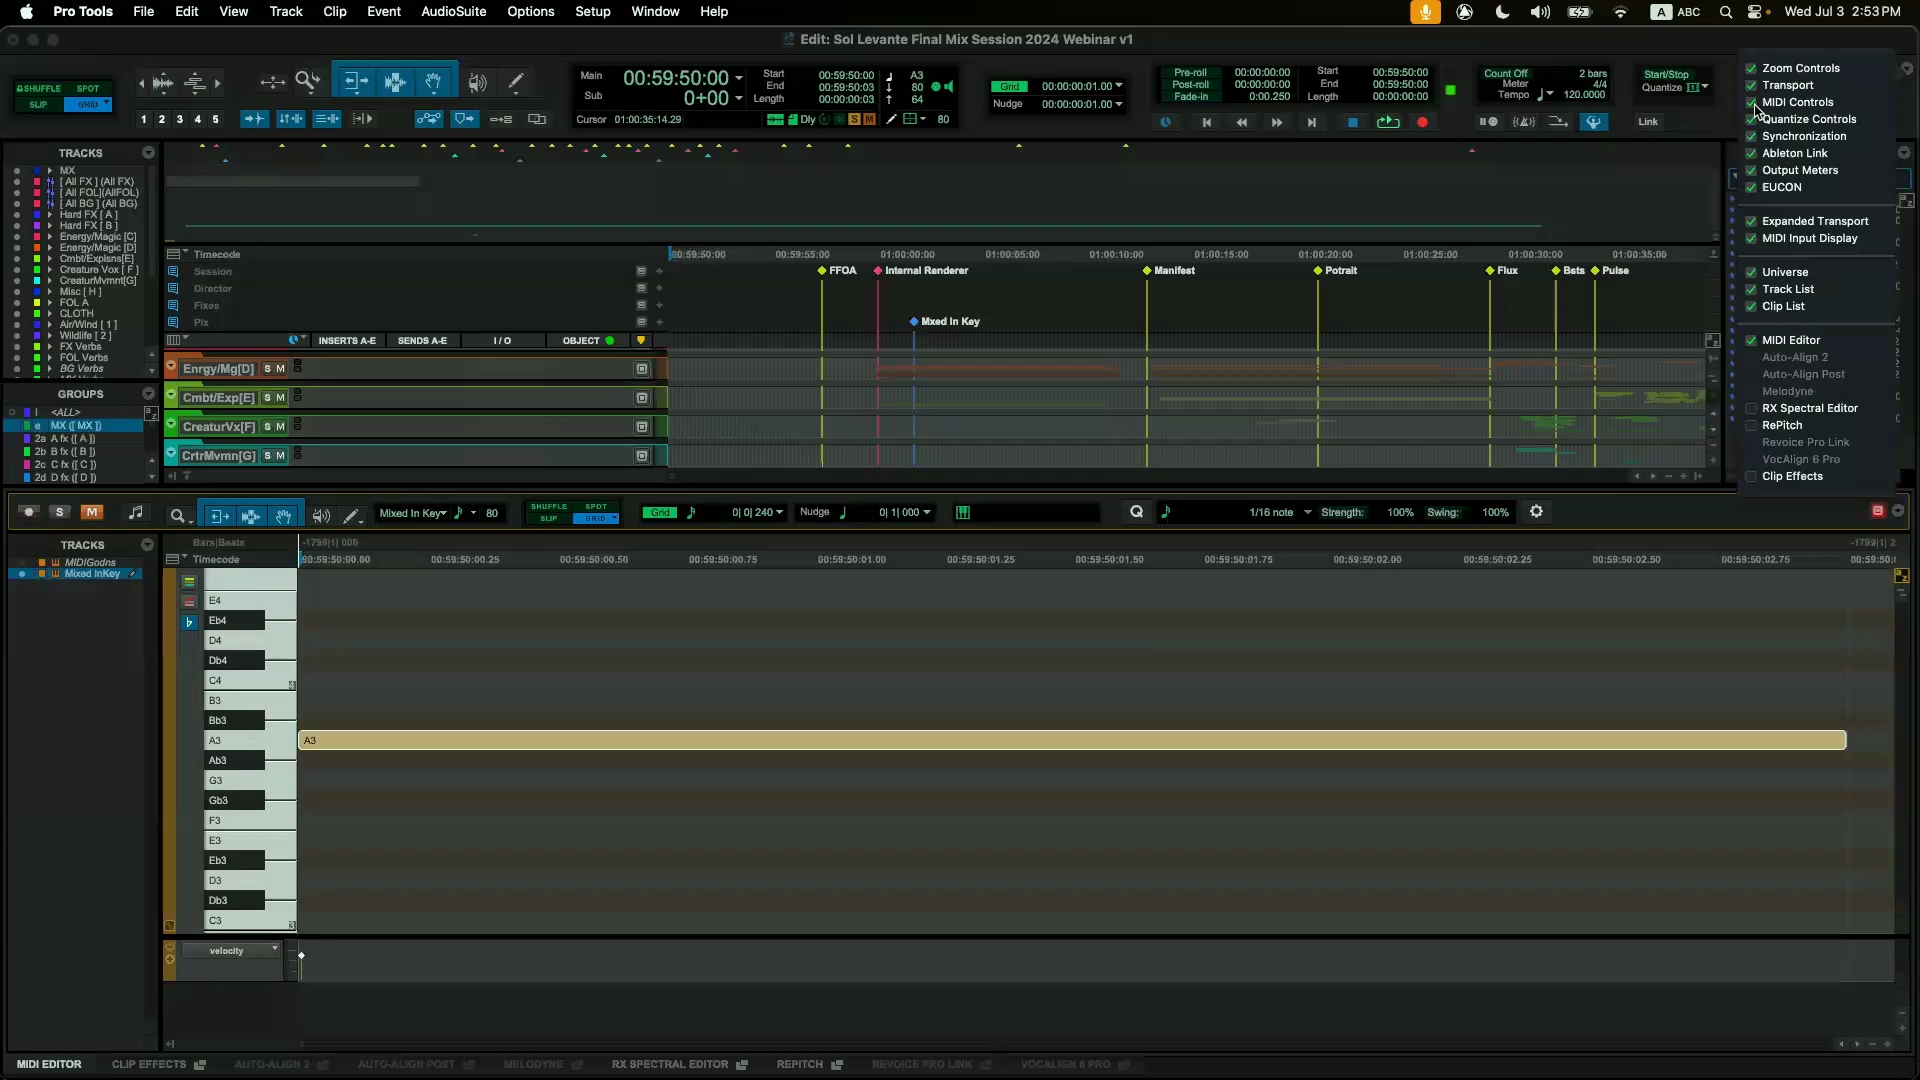 Pro Tools File Edit View Track Clip Event AudioSuite Options Setup Window Help
A ABC Wed Jul 3 2:53 PM
Edit: Sol Levante Final Mix Session 2024 Webinar v1
SHUFFLE SPOT
SLIP GRID
1 2 3 4 5
Main 00:59:50:00
Sub 0+00
Start 00:59:50:00
End 00:59:50:00
Length 00:00:00:03
A3
80
64
Cursor 01:00:35:14.29
Dly S M 80
Grid 00:00:00:01.00
Nudge 00:00:00:01.00
Pre-roll 00:00:00:00
Post-roll 00:00:00:00
Fade-in 0:00.250
Start 00:59:50:00
End 00:59:50:00
Length 00:00:00:00
Count Off 2 bars
Meter 4/4
Tempo 120.0000
Start/Stop
Quantize
Link
Zoom Controls
Transport
MIDI Controls
Quantize Controls
Synchronization
Ableton Link
Output Meters
EUCON
Expanded Transport
MIDI Input Display
Universe
Track List
Clip List
MIDI Editor
Auto-Align 2
Auto-Align Post
Melodyne
RX Spectral Editor
RePitch
Revoice Pro Link
VocAlign 6 Pro
Clip Effects
TRACKS
MX
[ All FX ] (All FX)
[ All FOL](AllFOL)
[ All BG ] (All BG)
Hard FX [ A ]
Hard FX [ B ]
Energy/Magic [C]
Energy/Magic [D]
Cmbt/Explsns[E]
Creature Vox [ F ]
CreaturMvmnt[G]
Misc [ H ]
FOL A
CLOTH
Air/Wind [ 1 ]
Wildlife [ 2 ]
FX Verbs
FOL Verbs
BG Verbs
GROUPS
! <ALL>
e MX ([ MX ])
2a A fx ([ A ])
2b B fx ([ B ])
2c C fx ([ C ])
2d D fx ([ D ])
Timecode
Session
Director
Fixes
Pix
00:59:50:00 00:59:55:00 01:00:00:00 01:00:05:00 01:00:10:00 01:00:15:00 01:00:20:00 01:00:25:00 01:00:30:00 01:00:35:00
FFOA Internal Renderer Manifest Potrait Flux Bsts Pulse
Mxed In Key
INSERTS A-E SENDS A-E I / O OBJECT
Enrgy/Mg[D] S M
Cmbt/Exp[E] S M
CreaturVx[F] S M
CrtrMvmn[G] S M
S M
Mixed In Key 80
SHUFFLE SPOT
SLIP GRID
Grid 0| 0| 240
Nudge 0| 1| 000
Q 1/16 note Strength: 100% Swing: 100%
TRACKS
MIDIGodns
Mixed InKey
Bars|Beats -1799|1| 000 -1799|1| 2
Timecode 00:59:50:00.00 00:59:50:00.25 00:59:50:00.50 00:59:50:00.75 00:59:50:01.00 00:59:50:01.25 00:59:50:01.50 00:59:50:01.75 00:59:50:02.00 00:59:50:02.25 00:59:50:02.50 00:59:50:02.75 00:59:50:
E4
Eb4
D4
Db4
C4 4
B3
Bb3
A3 A3
Ab3
G3
Gb3
F3
E3
Eb3
D3
Db3
C3 3
velocity
MIDI EDITOR CLIP EFFECTS AUTO-ALIGN 2 AUTO-ALIGN POST MELODYNE RX SPECTRAL EDITOR REPITCH REVOICE PRO LINK VOCALIGN 6 PRO